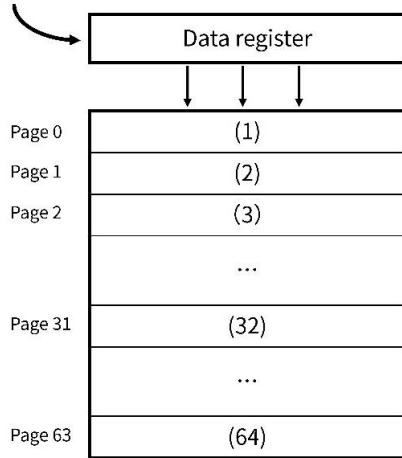 Data register
Page 0 (1)
Page 1 (2)
Page 2 (3)
...
Page 31 (32)
...
Page 63 (64)